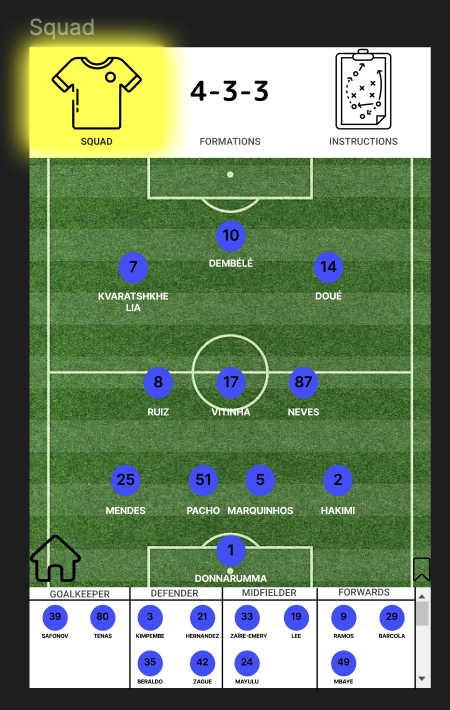 Squad
4-3-3
SQUAD
FORMATIONS
INSTRUCTIONS
10
DEMBÉLÉ
7
14
KVARATSHKHE
LIA
DOUÉ
8
17
87
RUIZ
VITINHA
NEVES
25
51
5
2
MENDES
PACHO
MARQUINHOS
HAKIMI
1
DONNARUMMA
GOALKEEPER
DEFENDER
MIDFIELDER
FORWARDS
39
80
3
21
33
19
9
29
SAFONOV
TENAS
KIMPEMBE
HERNANDEZ
ZAÏRE-EMERY
LEE
RAMOS
BARCOLA
35
42
24
49
BERALDO
ZAGUE
MAYULU
MBAYE